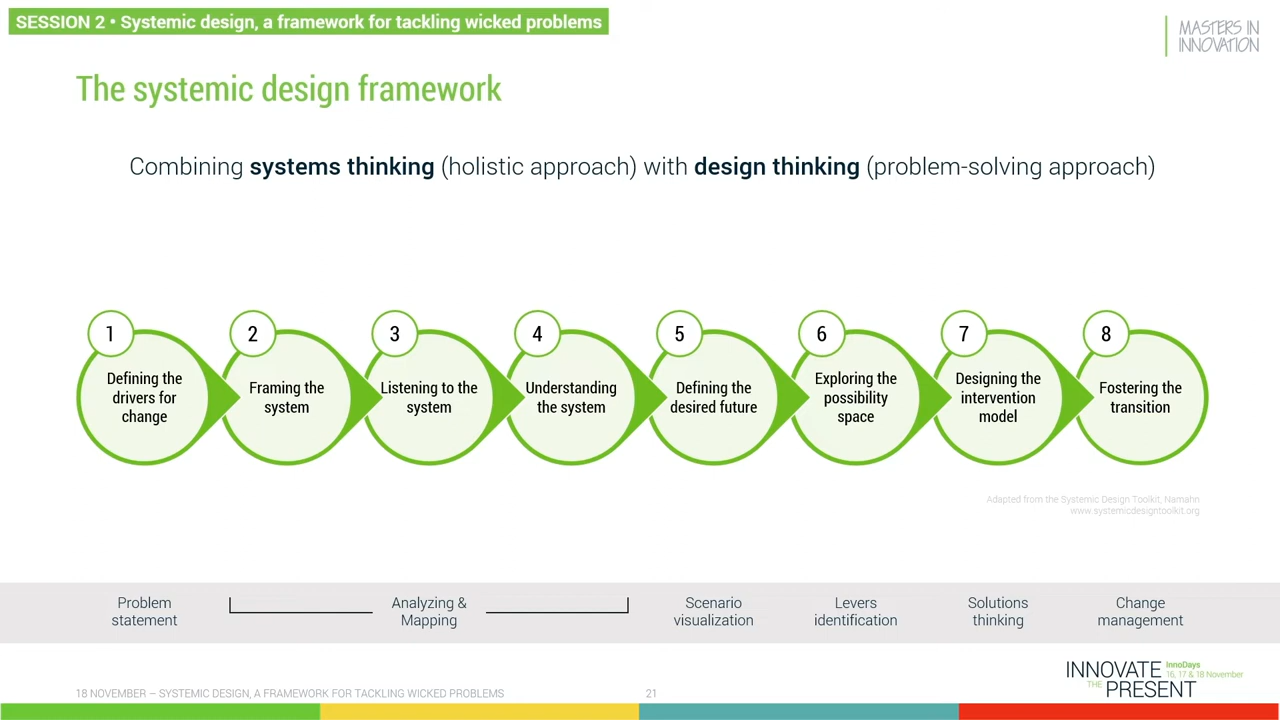 SESSION 2 • Systemic design, a framework for tackling wicked problems
MASTERS IN
INNOVATION
The systemic design framework
Combining systems thinking (holistic approach) with design thinking (problem-solving approach)
1
Defining the
drivers for
change
2
Framing the
system
3
Listening to the
system
4
Understanding
the system
5
Defining the
desired future
6
Exploring the
possibility
space
7
Designing the
intervention
model
8
Fostering the
transition
Adapted from the Systemic Design Toolkit, Namahn
www.systemicdesigntoolkit.org
Problem
statement
Analyzing &
Mapping
Scenario
visualization
Levers
identification
Solutions
thinking
Change
management
18 NOVEMBER – SYSTEMIC DESIGN, A FRAMEWORK FOR TACKLING WICKED PROBLEMS
21
INNOVATE
THE PRESENT
InnoDays
16, 17 & 18 November